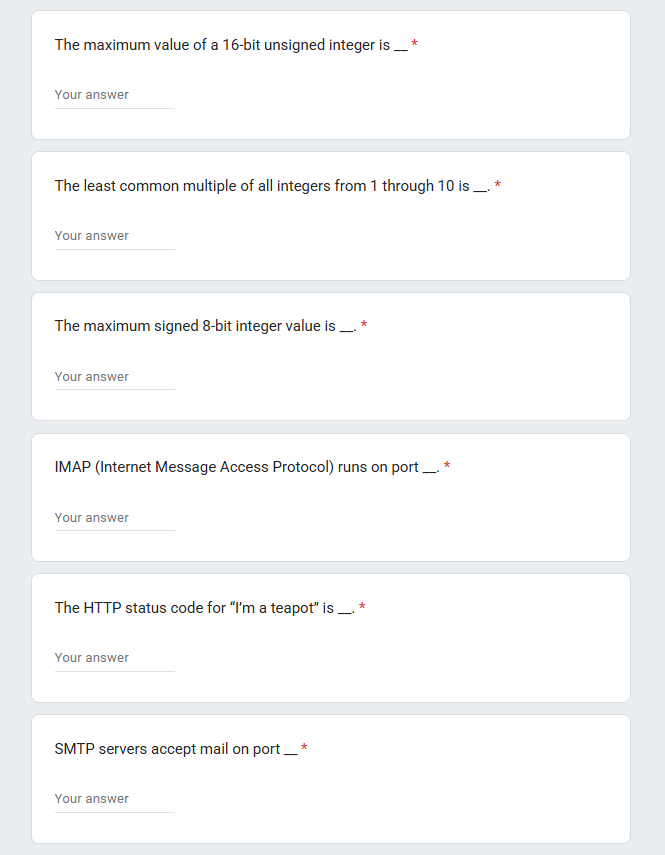 The maximum value of a 16-bit unsigned integer is __ *
Your answer
The least common multiple of all integers from 1 through 10 is __. *
Your answer
The maximum signed 8-bit integer value is __. *
Your answer
IMAP (Internet Message Access Protocol) runs on port __. *
Your answer
The HTTP status code for “I’m a teapot” is __. *
Your answer
SMTP servers accept mail on port __ *
Your answer